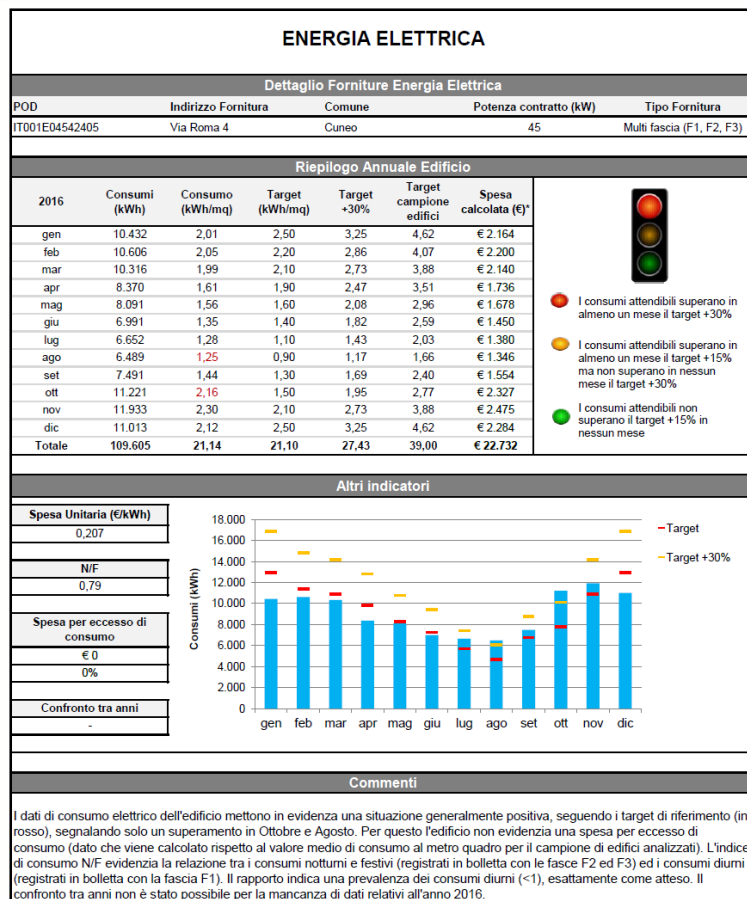 ENERGIA ELETTRICA
Dettaglio Forniture Energia Elettrica
POD Indirizzo Fornitura Comune Potenza contratto (kW) Tipo Fornitura
IT001E04542405 Via Roma 4 Cuneo 45 Multi fascia (F1, F2, F3)
Riepilogo Annuale Edificio
2016 Consumi (kWh) Consumo (kWh/mq) Target (kWh/mq) Target +30% Target campione edifici Spesa calcolata (€)*
gen 10.432 2,01 2,50 3,25 4,62 € 2.164
feb 10.606 2,05 2,20 2,86 4,07 € 2.200
mar 10.316 1,99 2,10 2,73 3,88 € 2.140
apr 8.370 1,61 1,90 2,47 3,51 € 1.736
mag 8.091 1,56 1,60 2,08 2,96 € 1.678
giu 6.991 1,35 1,40 1,82 2,59 € 1.450
lug 6.652 1,28 1,10 1,43 2,03 € 1.380
ago 6.489 1,25 0,90 1,17 1,66 € 1.346
set 7.491 1,44 1,30 1,69 2,40 € 1.554
ott 11.221 2,16 1,50 1,95 2,77 € 2.327
nov 11.933 2,30 2,10 2,73 3,88 € 2.475
dic 11.013 2,12 2,50 3,25 4,62 € 2.284
Totale 109.605 21,14 21,10 27,43 39,00 € 22.732
I consumi attendibili superano in
almeno un mese il target +30%
I consumi attendibili superano in
almeno un mese il target +15%
ma non superano in nessun
mese il target +30%
I consumi attendibili non
superano il target +15% in
nessun mese
Altri indicatori
Spesa Unitaria (€/kWh)
0,207
N/F
0,79
Spesa per eccesso di
consumo
€ 0
0%
Confronto tra anni
-
Consumi (kWh)
18.000
16.000
14.000
12.000
10.000
8.000
6.000
4.000
2.000
0
gen feb mar apr mag giu lug ago set ott nov dic
Target
Target +30%
Commenti
I dati di consumo elettrico dell'edificio mettono in evidenza una situazione generalmente positiva, seguendo i target di riferimento (in
rosso), segnalando solo un superamento in Ottobre e Agosto. Per questo l'edificio non evidenzia una spesa per eccesso di
consumo (dato che viene calcolato rispetto al valore medio di consumo al metro quadro per il campione di edifici analizzati). L'indice
di consumo N/F evidenzia la relazione tra i consumi notturni e festivi (registrati in bolletta con le fasce F2 ed F3) ed i consumi diurni
(registrati in bolletta con la fascia F1). Il rapporto indica una prevalenza dei consumi diurni (<1), esattamente come atteso. Il
confronto tra anni non è stato possibile per la mancanza di dati relativi all'anno 2016.